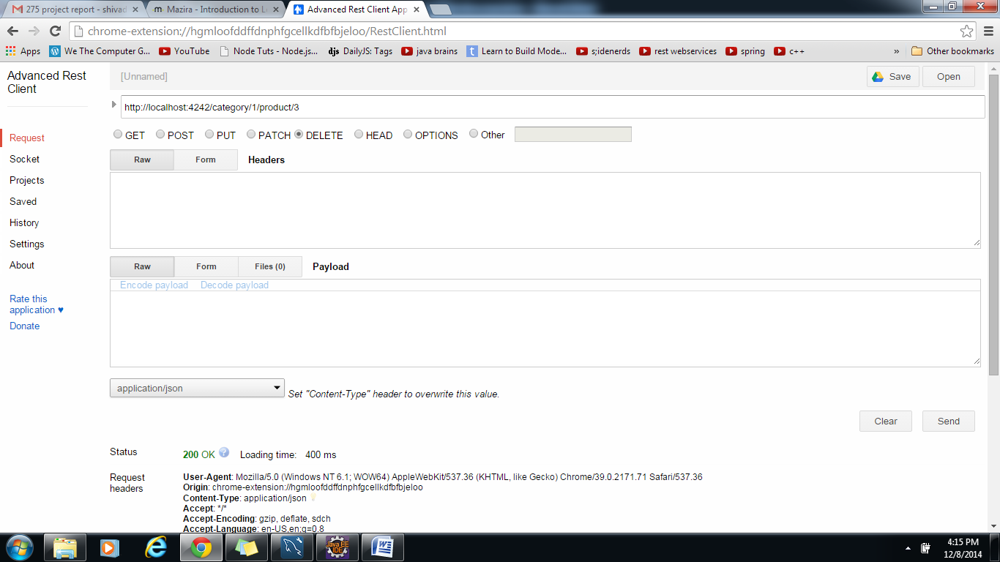 275 project report - shivad
Mazira - Introduction to L
Advanced Rest Client App
chrome-extension://hgmloofddffdnphfgcellkdfbfbjeloo/RestClient.html
Apps We The Computer G... YouTube Node Tuts - Node.js... djs DailyJS: Tags java brains Learn to Build Mode... s;idenerds rest webservices spring c++ » Other bookmarks
Advanced Rest
Client
[Unnamed]
Save
Open
http://localhost:4242/category/1/product/3
GET POST PUT PATCH DELETE HEAD OPTIONS Other
Raw Form Headers
Request
Socket
Projects
Saved
History
Settings
About
Rate this
application ♥
Donate
Raw Form Files (0) Payload
Encode payload Decode payload
application/json
Set "Content-Type" header to overwrite this value.
Clear Send
Status 200 OK Loading time: 400 ms
Request
headers
User-Agent: Mozilla/5.0 (Windows NT 6.1; WOW64) AppleWebKit/537.36 (KHTML, like Gecko) Chrome/39.0.2171.71 Safari/537.36
Origin: chrome-extension://hgmloofddffdnphfgcellkdfbfbjeloo
Content-Type: application/json
Accept: */*
Accept-Encoding: gzip, deflate, sdch
Accept-Language: en-US,en;q=0.8
Java EE
IDE
4:15 PM
12/8/2014